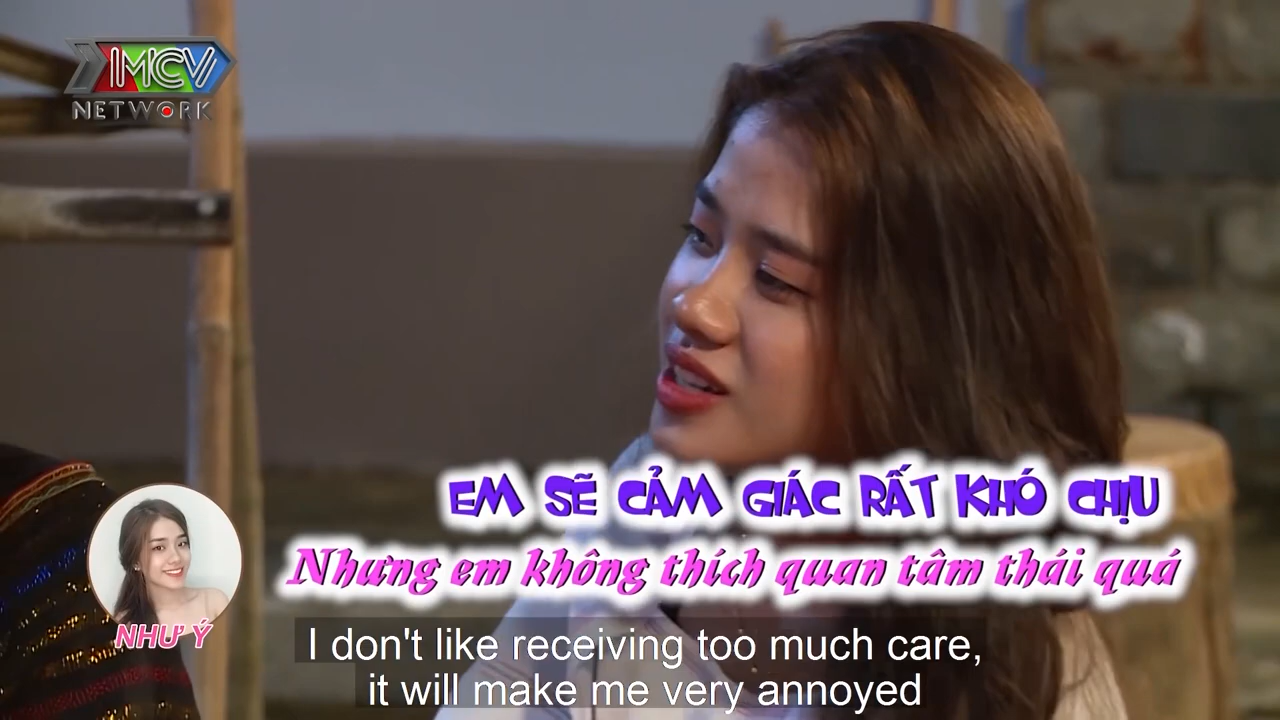 MCV
NETWORK
EM SẼ CẢM GIÁC RẤT KHÓ CHỊU
Nhưng em không thích quan tâm thái quá
NHƯ Ý
I don't like receiving too much care,
it will make me very annoyed